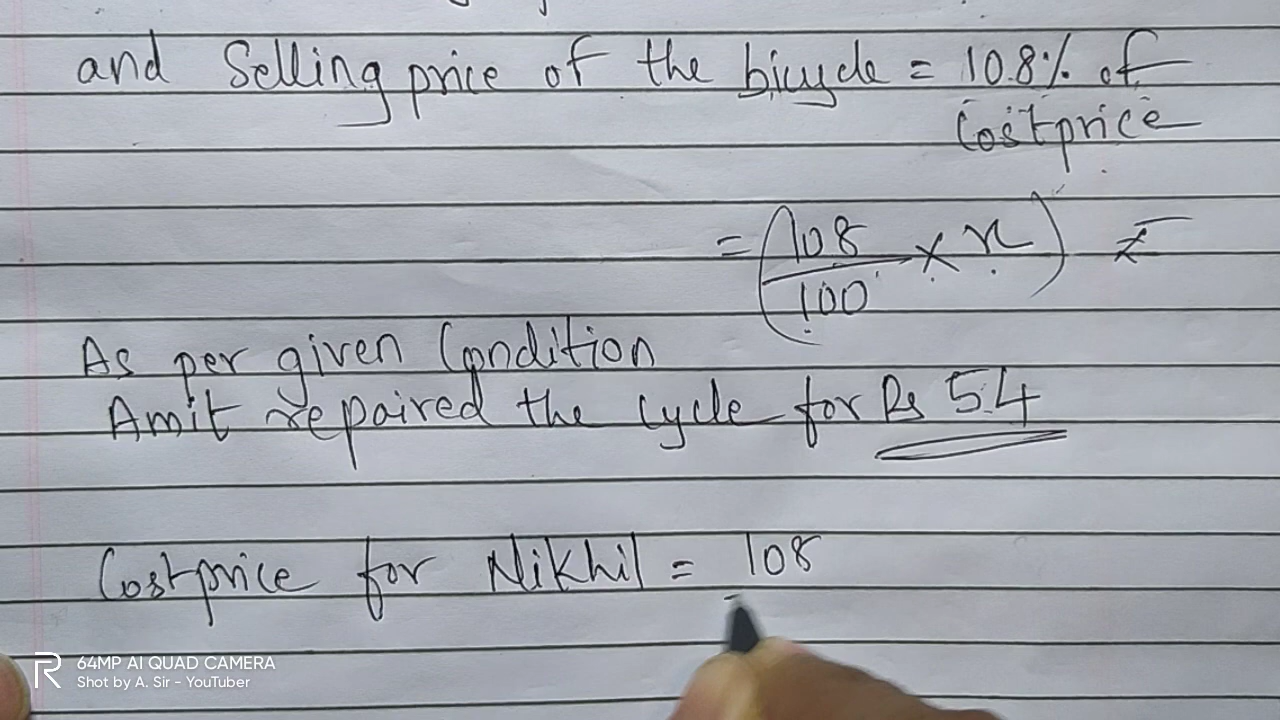 and Selling price of the bicycle = 108% of
Cost price
= (108/100 × x) ₹
As per given Condition
Amit repaired the cycle for Rs 54
Cost price for Nikhil = 108
64MP AI QUAD CAMERA
Shot by A. Sir - YouTuber